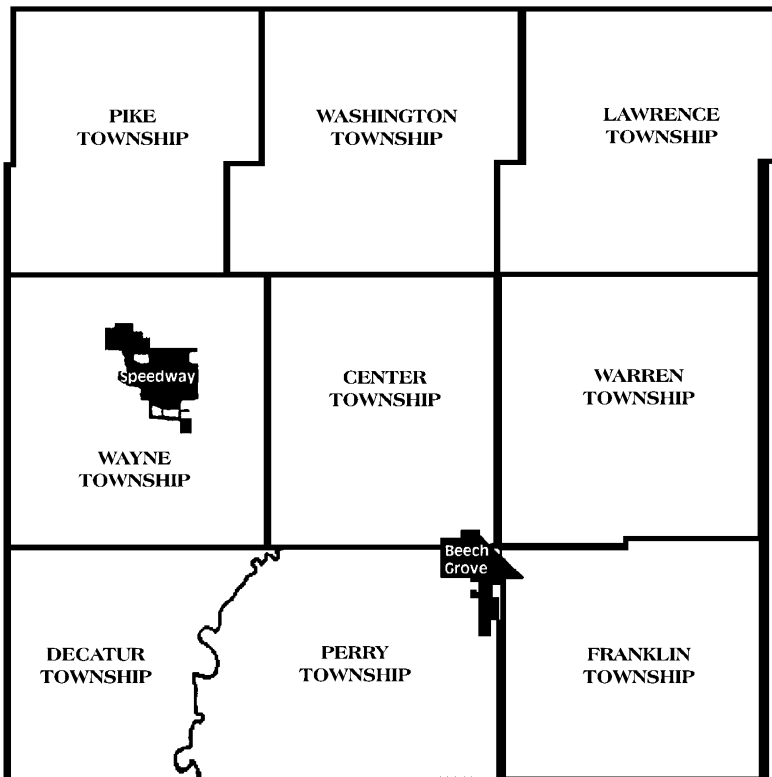 PIKE
TOWNSHIP
WASHINGTON
TOWNSHIP
LAWRENCE
TOWNSHIP
Speedway
WAYNE
TOWNSHIP
CENTER
TOWNSHIP
WARREN
TOWNSHIP
Beech
Grove
DECATUR
TOWNSHIP
PERRY
TOWNSHIP
FRANKLIN
TOWNSHIP